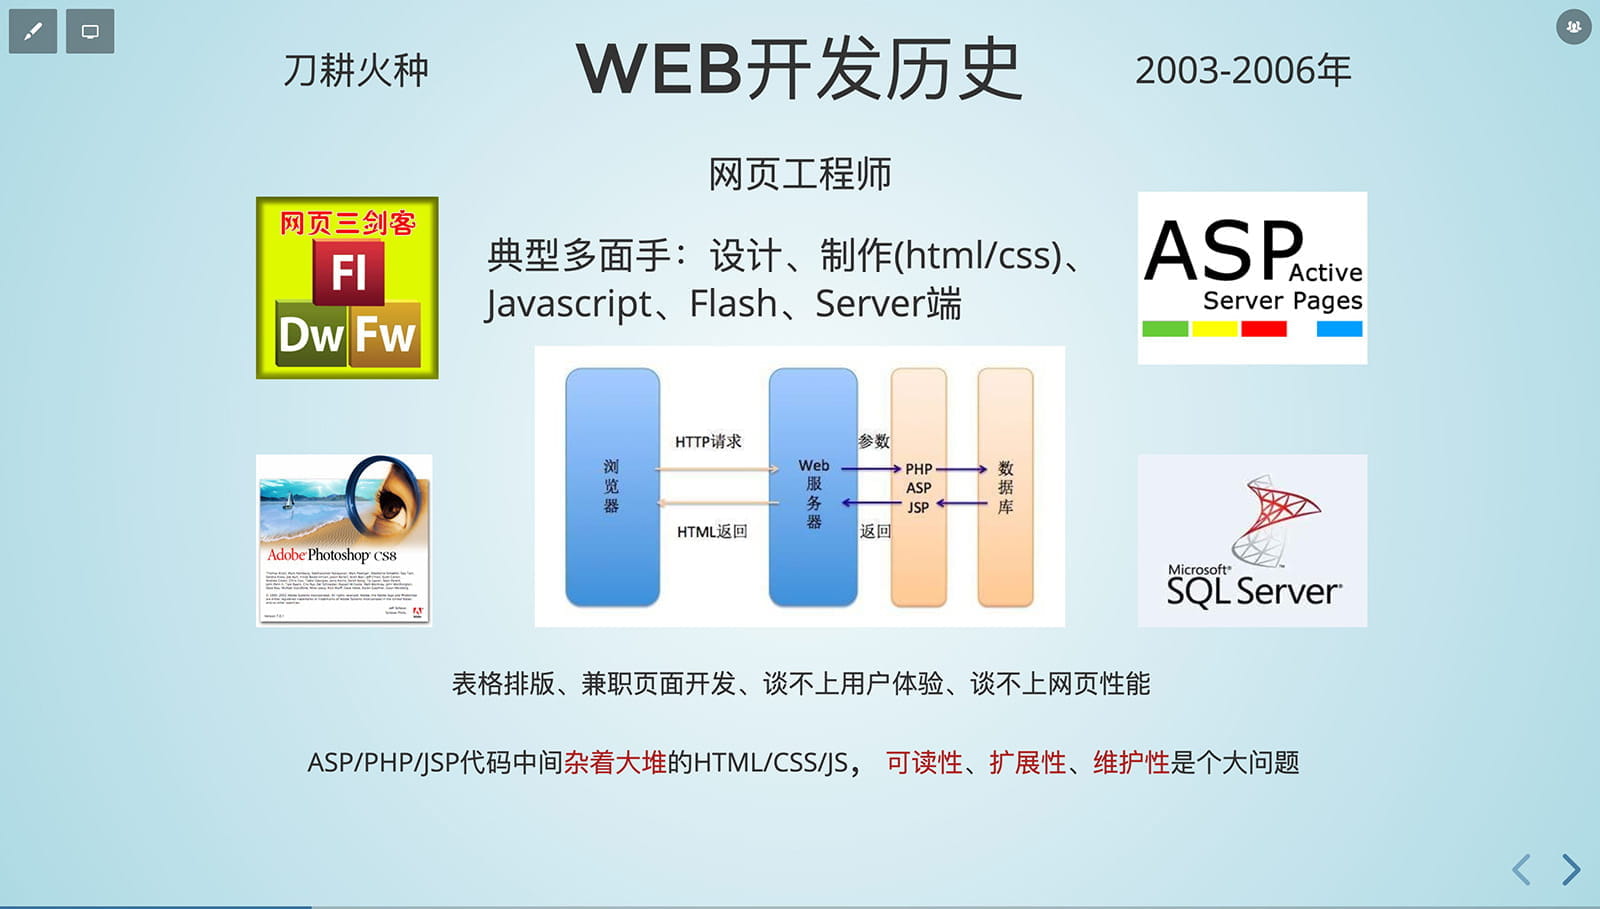 刀耕火种
WEB开发历史
2003-2006年
网页工程师
网页三剑客
Fl
Dw Fw
典型多面手：设计、制作(html/css)、
Javascript、Flash、Server端
ASP Active
Server Pages
浏览器
HTTP请求
HTML返回
Web服务器
参数
返回
PHP
ASP
JSP
数据库
Adobe Photoshop CS8
Microsoft
SQL Server
表格排版、兼职页面开发、谈不上用户体验、谈不上网页性能
ASP/PHP/JSP代码中间杂着大堆的HTML/CSS/JS， 可读性、扩展性、维护性是个大问题